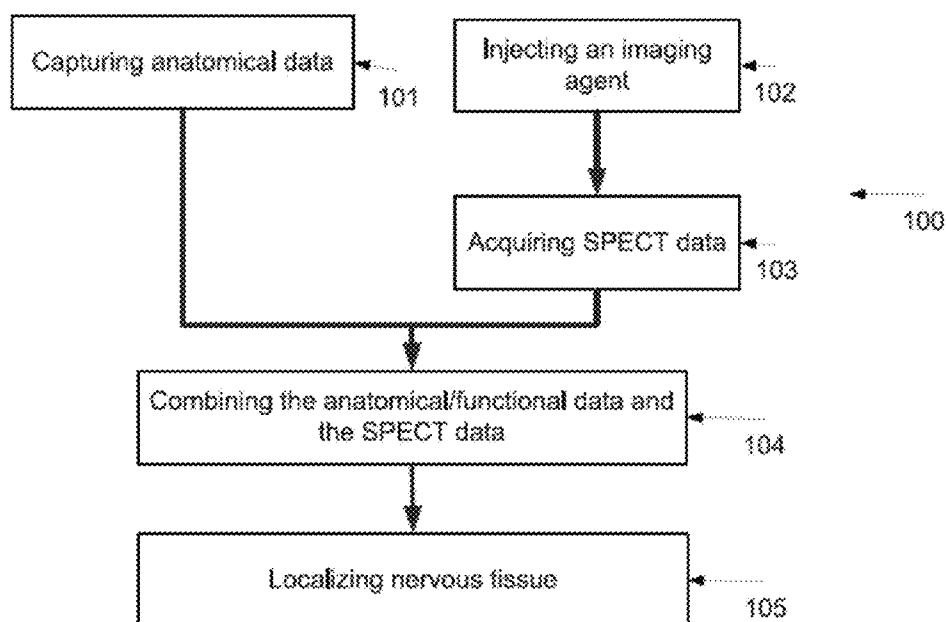 Capturing anatomical data
101
Injecting an imaging
agent
102
100
Acquiring SPECT data
103
Combining the anatomical/functional data and
the SPECT data
104
Localizing nervous tissue
105